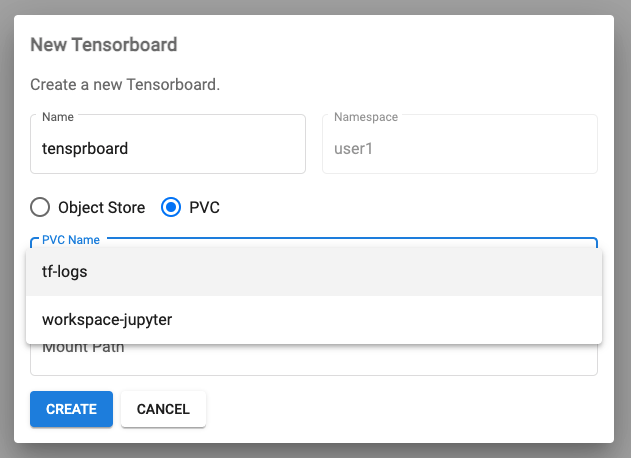 New Tensorboard
Create a new Tensorboard.
Name
tensprboard
Namespace
user1
Object Store
PVC
PVC Name
tf-logs
workspace-jupyter
Mount Path
CREATE
CANCEL